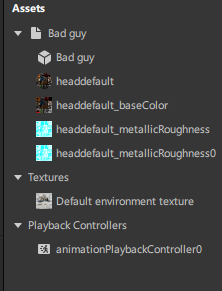 Assets
Bad guy
Bad guy
headdefault
headdefault_baseColor
headdefault_metallicRoughness
headdefault_metallicRoughness0
Textures
Default environment texture
Playback Controllers
animationPlaybackController0